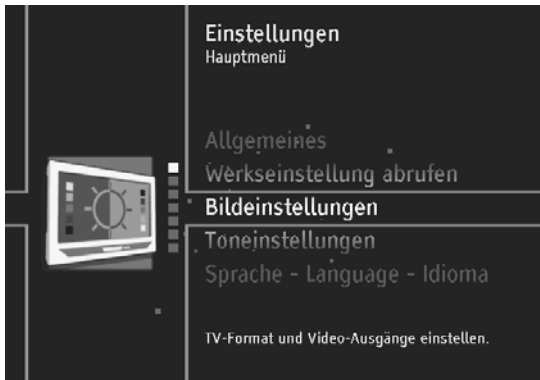 Einstellungen
Hauptmenü
Allgemeines
Werkseinstellung abrufen
Bildeinstellungen
Toneinstellungen
Sprache - Language - Idioma
TV-Format und Video-Ausgänge einstellen.